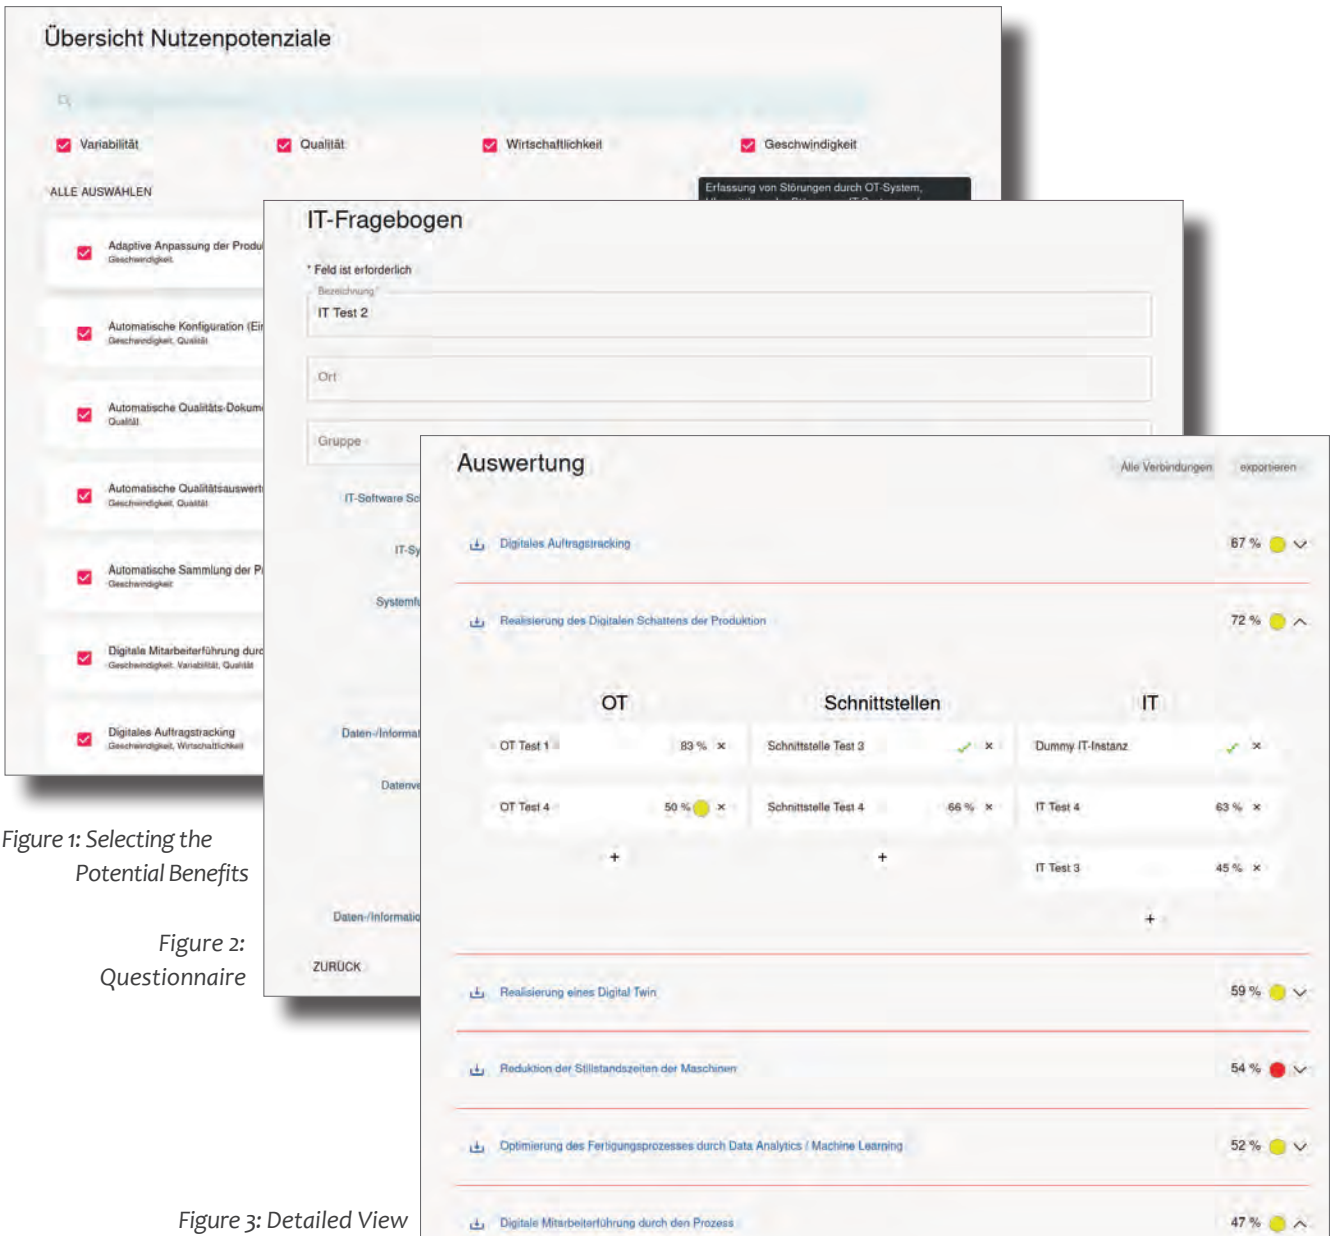 Übersicht Nutzenpotenziale
Variabilität
Qualität
Wirtschaftlichkeit
Geschwindigkeit
ALLE AUSWÄHLEN
Erfassung von Störungen durch OT-System,
Adaptive Anpassung der Produ
Geschwindigkeit
Automatische Konfiguration (Ein
Geschwindigkeit, Qualität
Automatische Qualitäts-Dokume
Qualität
Automatische Qualitätsauswert
Geschwindigkeit, Qualität
Automatische Sammlung der P
Geschwindigkeit
Digitale Mitarbeiterführung durc
Geschwindigkeit, Variabilität, Qualität
Digitales Auftragstracking
Geschwindigkeit, Wirtschaftlichkeit
IT-Fragebogen
* Feld ist erforderlich
Bezeichnung*
IT Test 2
Ort
Gruppe
IT-Software Sc
IT-Sy
Systemfu
Daten-/Informat
Datenve
Daten-/Informatio
ZURÜCK
Auswertung
Alle Verbindungen exportieren
Digitales Auftragstracking 67 %
Realisierung des Digitalen Schattens der Produktion 72 %
OT Schnittstellen IT
OT Test 1 83 % × Schnittstelle Test 3 × Dummy IT-Instanz ×
OT Test 4 50 % × Schnittstelle Test 4 66 % × IT Test 4 63 % ×
+ + IT Test 3 45 % ×
+
Realisierung eines Digital Twin 59 %
Reduktion der Stillstandszeiten der Maschinen 54 %
Optimierung des Fertigungsprozesses durch Data Analytics / Machine Learning 52 %
Digitale Mitarbeiterführung durch den Prozess 47 %
Figure 1: Selecting the
Potential Benefits
Figure 2:
Questionnaire
Figure 3: Detailed View